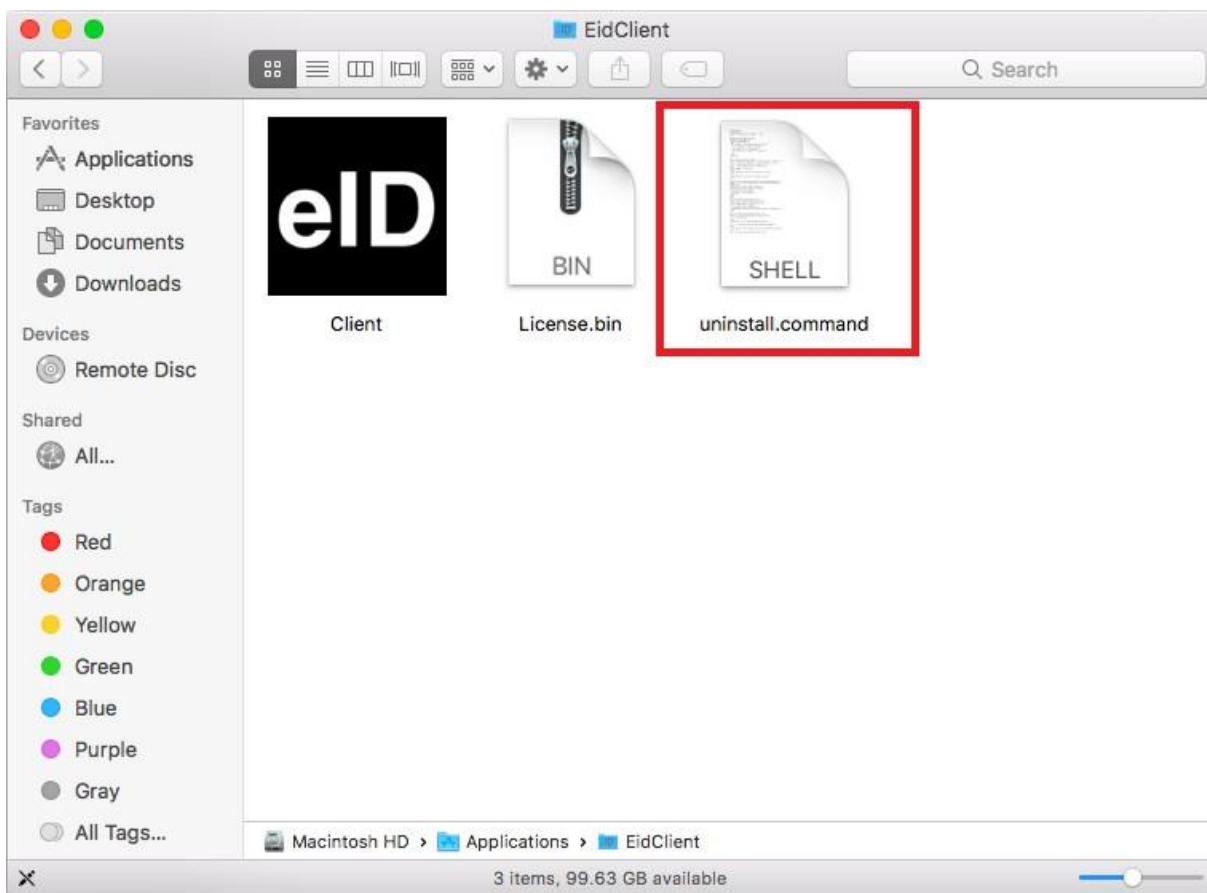 EidClient
Search
Favorites
Applications
Desktop
Documents
Downloads
Devices
Remote Disc
Shared
All...
Tags
Red
Orange
Yellow
Green
Blue
Purple
Gray
All Tags...
eID
BIN
SHELL
Client
License.bin
uninstall.command
Macintosh HD › Applications › EidClient
3 items, 99.63 GB available